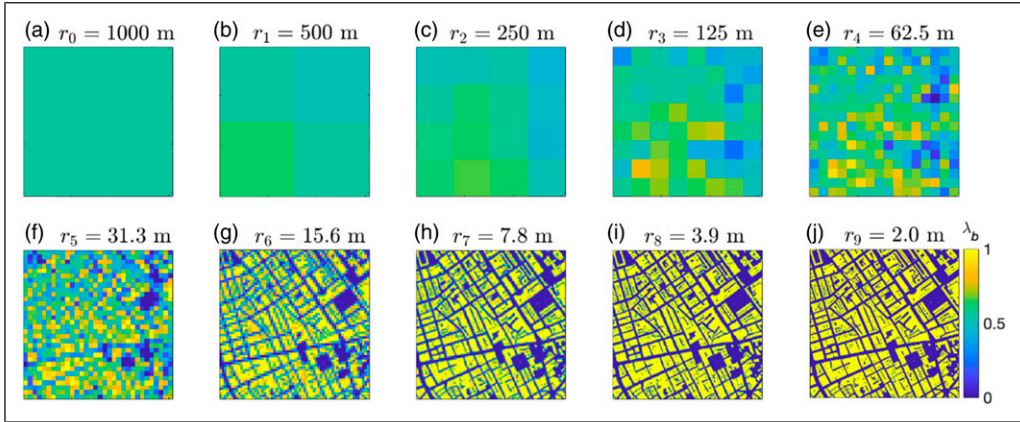 (a) r₀ = 1000 m
(b) r₁ = 500 m
(c) r₂ = 250 m
(d) r₃ = 125 m
(e) r₄ = 62.5 m
(f) r₅ = 31.3 m
(g) r₆ = 15.6 m
(h) r₇ = 7.8 m
(i) r₈ = 3.9 m
(j) r₉ = 2.0 m
λ_b
1
0.5
0